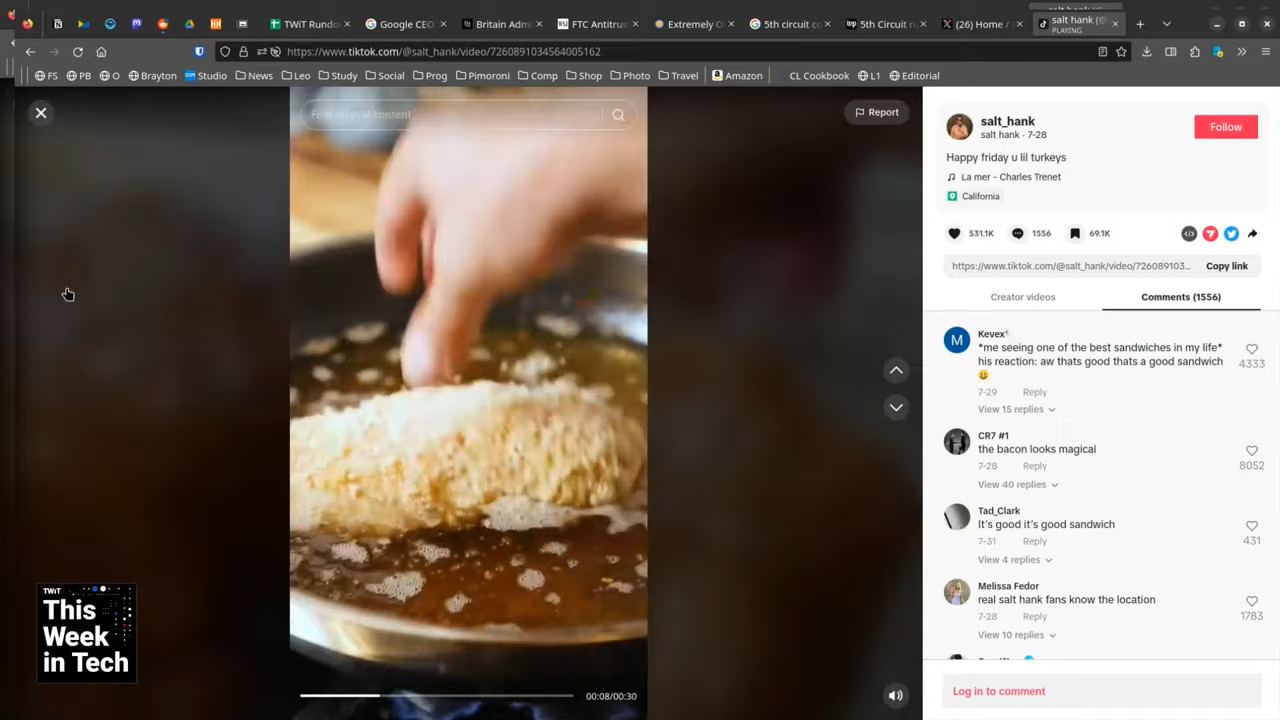 TWiT Rundo
Google CEO
Britain Adm
FTC Antitrus
Extremely O
5th circuit co
5th Circuit r
(26) Home /
salt hank (@
PLAYING
https://www.tiktok.com/@salt_hank/video/7260891034564005162
FS
PB
O
Brayton
Studio
News
Leo
Study
Social
Prog
Pimoroni
Comp
Shop
Photo
Travel
Amazon
CL Cookbook
L1
Editorial
Report
salt_hank
salt hank · 7-28
Follow
Happy friday u lil turkeys
La mer - Charles Trenet
California
531.1K
1556
69.1K
https://www.tiktok.com/@salt_hank/video/726089103...
Copy link
Creator videos
Comments (1556)
M
Kevex
*me seeing one of the best sandwiches in my life*
his reaction: aw thats good thats a good sandwich
4333
7-29
Reply
View 15 replies
CR7 #1
the bacon looks magical
7-28
Reply
8052
View 40 replies
Tad_Clark
It's good it's good sandwich
7-31
Reply
431
View 4 replies
Melissa Fedor
real salt hank fans know the location
7-28
Reply
1783
View 10 replies
Log in to comment
00:08/00:30
TWiT
This
Week
in Tech